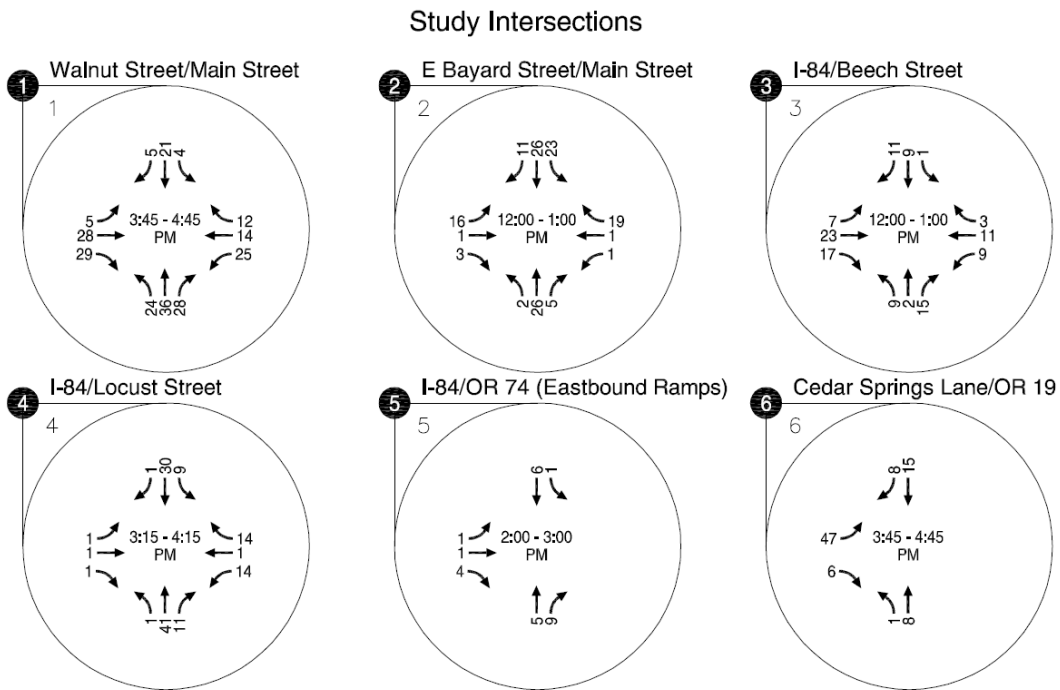 Study Intersections
1 Walnut Street/Main Street
1
5 21 4
5 3:45 - 4:45 12
28 PM 14
29 25
24 36 28
2 E Bayard Street/Main Street
2
11 26 23
16 12:00 - 1:00 19
1 PM 1
3 1
2 26 5
3 I-84/Beech Street
3
11 9 1
7 12:00 - 1:00 3
23 PM 11
17 9
9 2 15
4 I-84/Locust Street
4
1 30 9
1 3:15 - 4:15 14
1 PM 1
1 14
1 41 11
5 I-84/OR 74 (Eastbound Ramps)
5
6 1
1 2:00 - 3:00
1 PM
4
5 9
6 Cedar Springs Lane/OR 19
6
8 15
47 3:45 - 4:45
PM
6
1 8